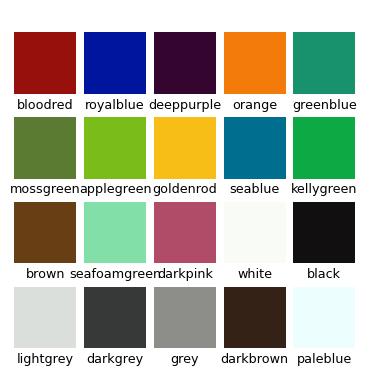 bloodred royalblue deeppurple orange greenblue
mossgreen applegreen goldenrod seablue kellygreen
brown seafoamgreen darkpink white black
lightgrey darkgrey grey darkbrown paleblue